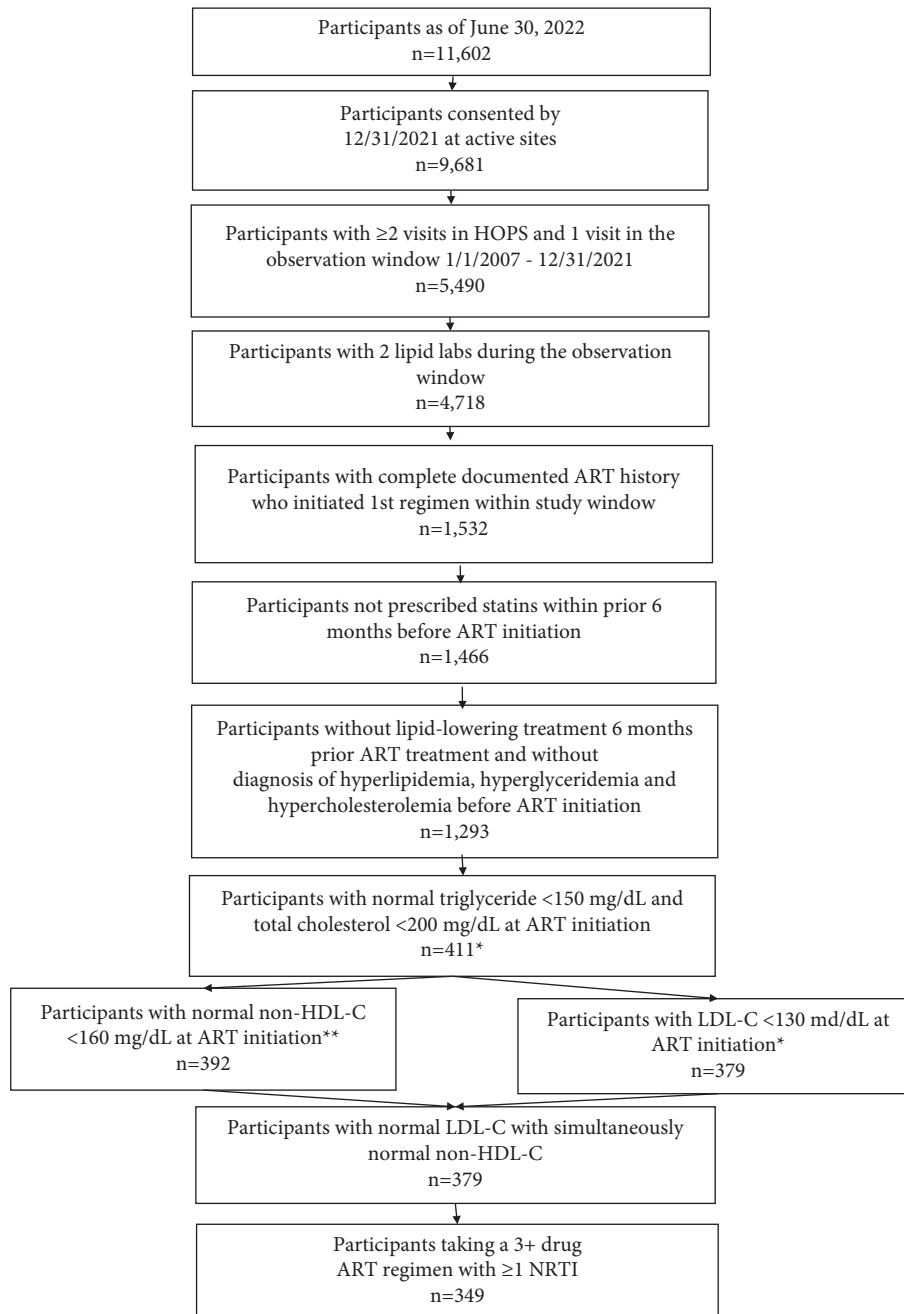 Participants as of June 30, 2022
n=11,602
Participants consented by
12/31/2021 at active sites
n=9,681
Participants with ≥2 visits in HOPS and 1 visit in the
observation window 1/1/2007 - 12/31/2021
n=5,490
Participants with 2 lipid labs during the observation
window
n=4,718
Participants with complete documented ART history
who initiated 1st regimen within study window
n=1,532
Participants not prescribed statins within prior 6
months before ART initiation
n=1,466
Participants without lipid-lowering treatment 6 months
prior ART treatment and without
diagnosis of hyperlipidemia, hyperglyceridemia and
hypercholesterolemia before ART initiation
n=1,293
Participants with normal triglyceride <150 mg/dL and
total cholesterol <200 mg/dL at ART initiation
n=411*
Participants with normal non-HDL-C
<160 mg/dL at ART initiation**
n=392
Participants with LDL-C <130 md/dL at
ART initiation*
n=379
Participants with normal LDL-C with simultaneously
normal non-HDL-C
n=379
Participants taking a 3+ drug
ART regimen with ≥1 NRTI
n=349